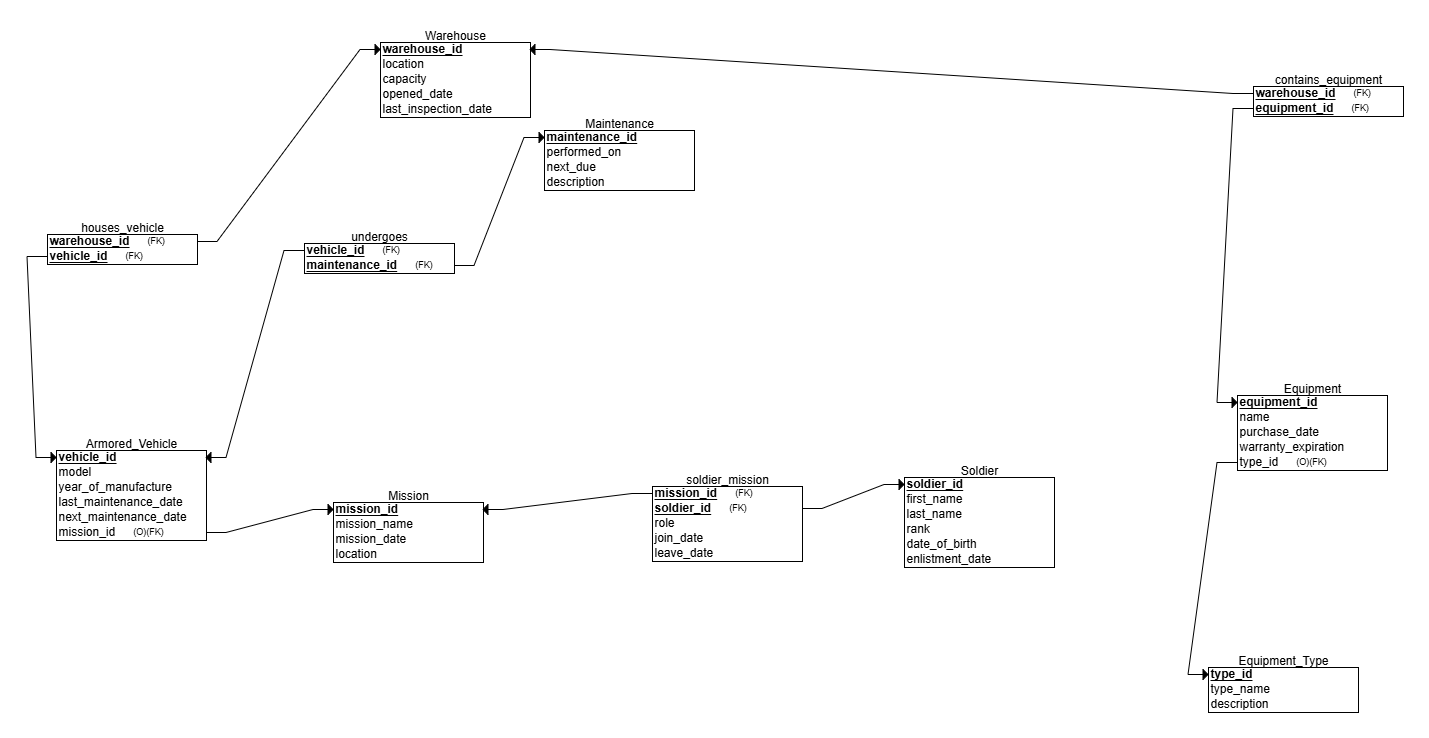 Warehouse
warehouse_id
location
capacity
opened_date
last_inspection_date
contains_equipment
warehouse_id (FK)
equipment_id (FK)
Maintenance
maintenance_id
performed_on
next_due
description
houses_vehicle
warehouse_id (FK)
vehicle_id (FK)
undergoes
vehicle_id (FK)
maintenance_id (FK)
Equipment
equipment_id
name
purchase_date
warranty_expiration
type_id (O)(FK)
Armored_Vehicle
vehicle_id
model
year_of_manufacture
last_maintenance_date
next_maintenance_date
mission_id (O)(FK)
Mission
mission_id
mission_name
mission_date
location
soldier_mission
mission_id (FK)
soldier_id (FK)
role
join_date
leave_date
Soldier
soldier_id
first_name
last_name
rank
date_of_birth
enlistment_date
Equipment_Type
type_id
type_name
description